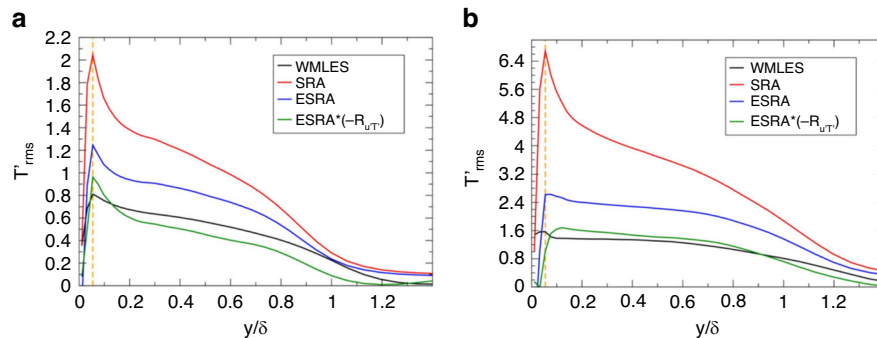 a
2.2
2
1.8
1.6
1.4
1.2
1
0.8
0.6
0.4
0.2
0
T'rms
WMLES
SRA
ESRA
ESRA*(−Ru'T')
0 0.2 0.4 0.6 0.8 1 1.2
y/δ
b
6.4
5.6
4.8
4
3.2
2.4
1.6
0.8
0
T'rms
WMLES
SRA
ESRA
ESRA*(−Ru'T')
0 0.2 0.4 0.6 0.8 1 1.2
y/δ